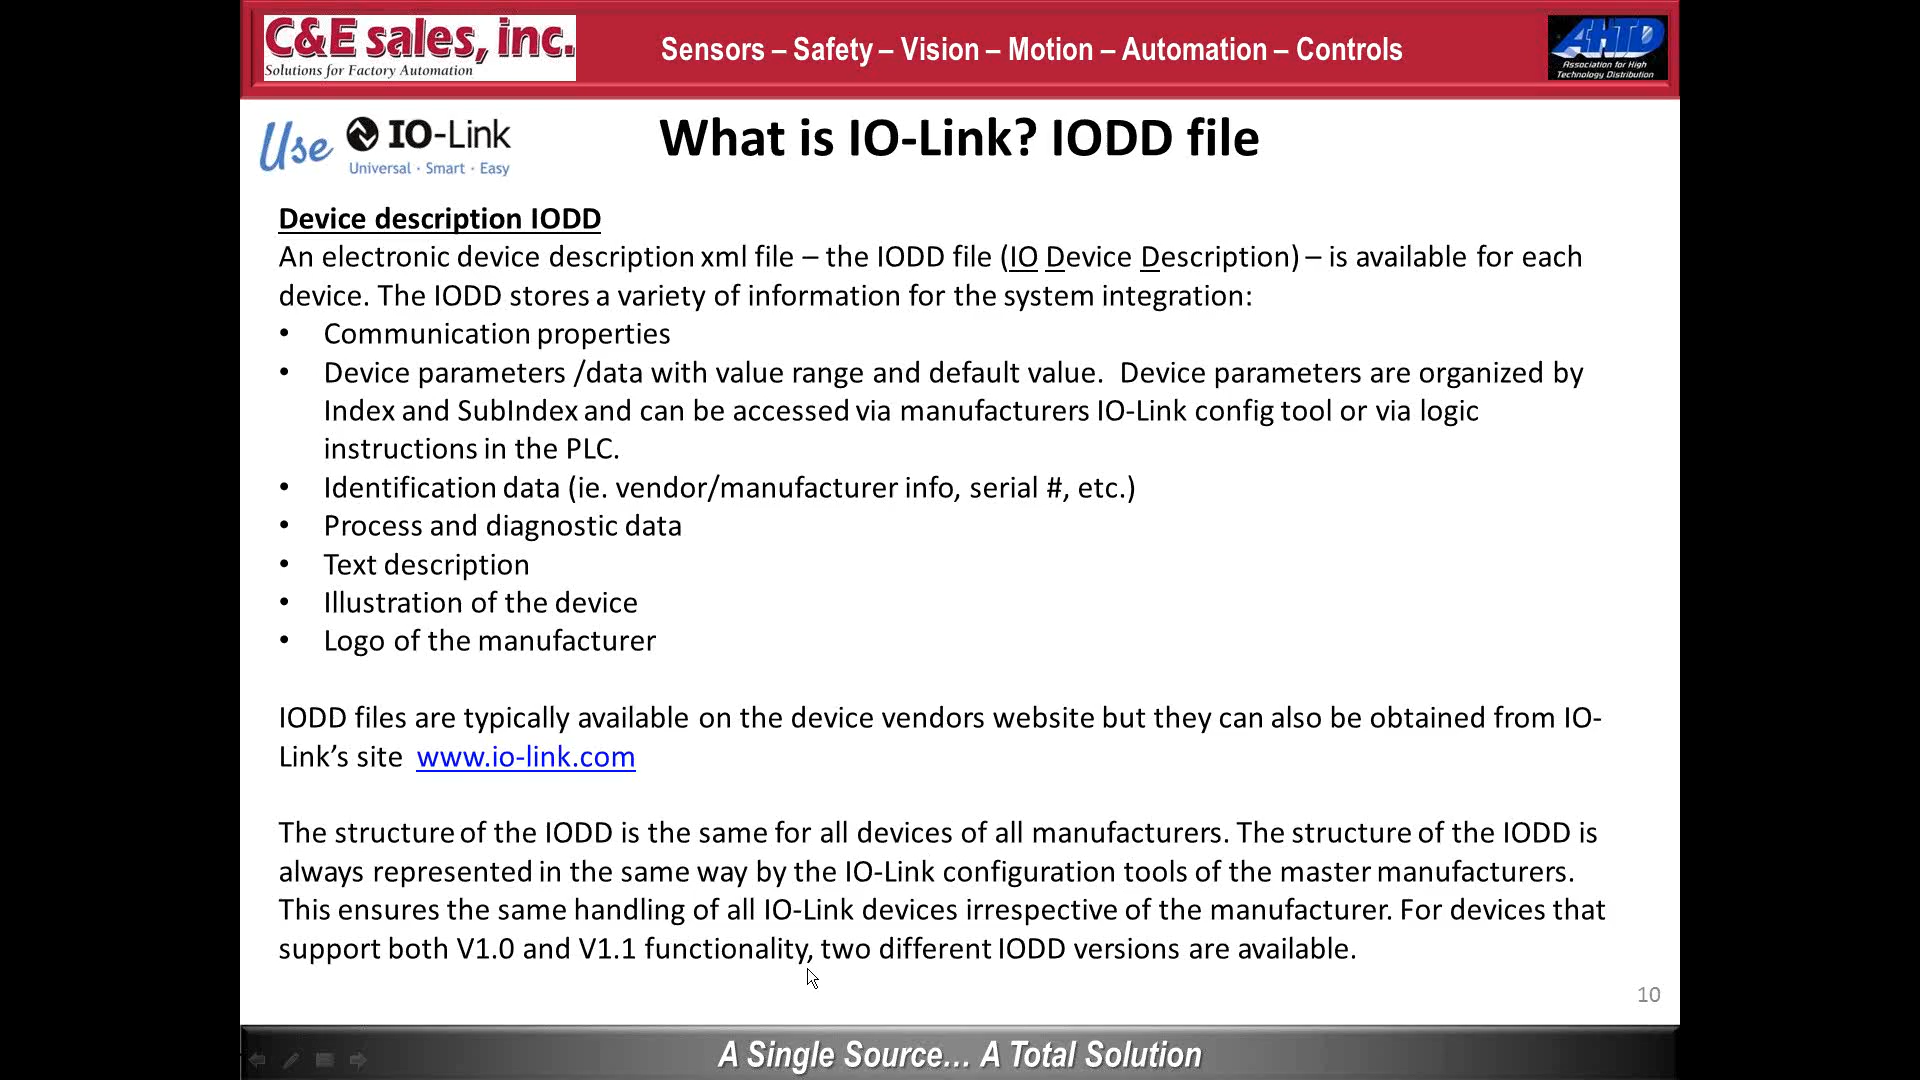 C&E sales, inc.
Solutions for Factory Automation
Sensors – Safety – Vision – Motion – Automation – Controls
AHTD
Association for High
Technology Distribution
Use IO-Link
Universal · Smart · Easy
What is IO-Link? IODD file
Device description IODD
An electronic device description xml file – the IODD file (IO Device Description) – is available for each
device. The IODD stores a variety of information for the system integration:
• Communication properties
• Device parameters /data with value range and default value.  Device parameters are organized by
Index and SubIndex and can be accessed via manufacturers IO-Link config tool or via logic
instructions in the PLC.
• Identification data (ie. vendor/manufacturer info, serial #, etc.)
• Process and diagnostic data
• Text description
• Illustration of the device
• Logo of the manufacturer
IODD files are typically available on the device vendors website but they can also be obtained from IO-
Link’s site  www.io-link.com
The structure of the IODD is the same for all devices of all manufacturers. The structure of the IODD is
always represented in the same way by the IO-Link configuration tools of the master manufacturers.
This ensures the same handling of all IO-Link devices irrespective of the manufacturer. For devices that
support both V1.0 and V1.1 functionality, two different IODD versions are available.
10
A Single Source... A Total Solution